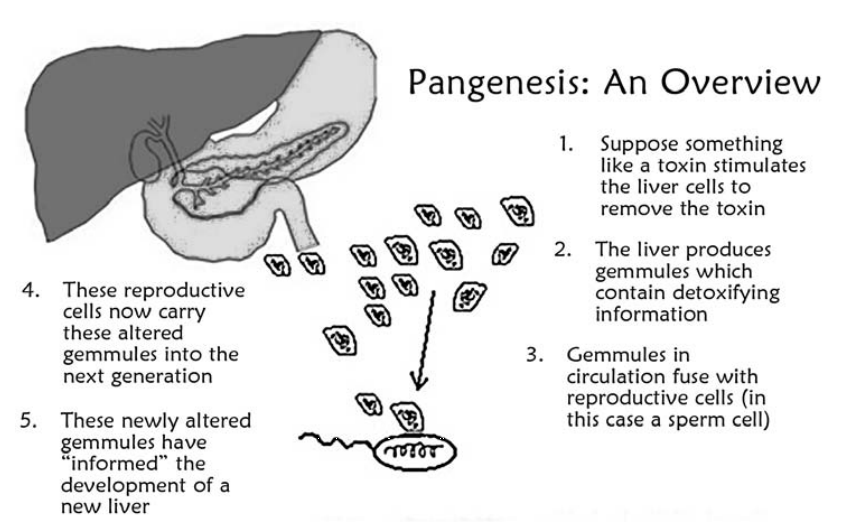 Pangenesis: An Overview
1. Suppose something
like a toxin stimulates
the liver cells to
remove the toxin
2. The liver produces
gemmules which
contain detoxifying
information
3. Gemmules in
circulation fuse with
reproductive cells (in
this case a sperm cell)
4. These reproductive
cells now carry
these altered
gemmules into the
next generation
5. These newly altered
gemmules have
“informed” the
development of a
new liver